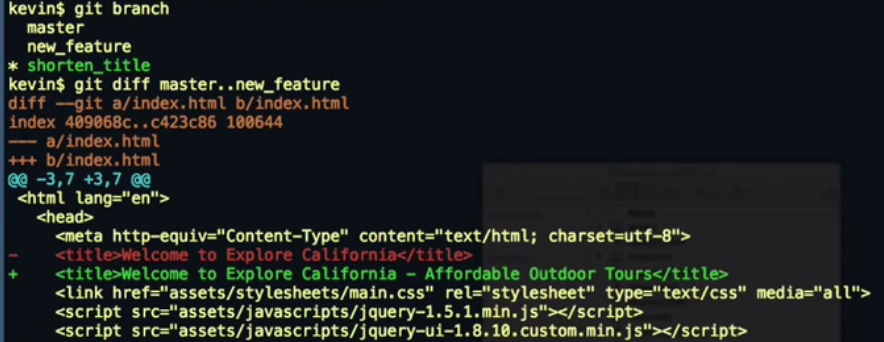 kevin$ git branch
  master
  new_feature
* shorten_title
kevin$ git diff master..new_feature
diff --git a/index.html b/index.html
index 409068c..c423c86 100644
--- a/index.html
+++ b/index.html
@@ -3,7 +3,7 @@
 <html lang="en">
   <head>
     <meta http-equiv="Content-Type" content="text/html; charset=utf-8">
-    <title>Welcome to Explore California</title>
+    <title>Welcome to Explore California - Affordable Outdoor Tours</title>
     <link href="assets/stylesheets/main.css" rel="stylesheet" type="text/css" media="all">
     <script src="assets/javascripts/jquery-1.5.1.min.js"></script>
     <script src="assets/javascripts/jquery-ui-1.8.10.custom.min.js"></script>